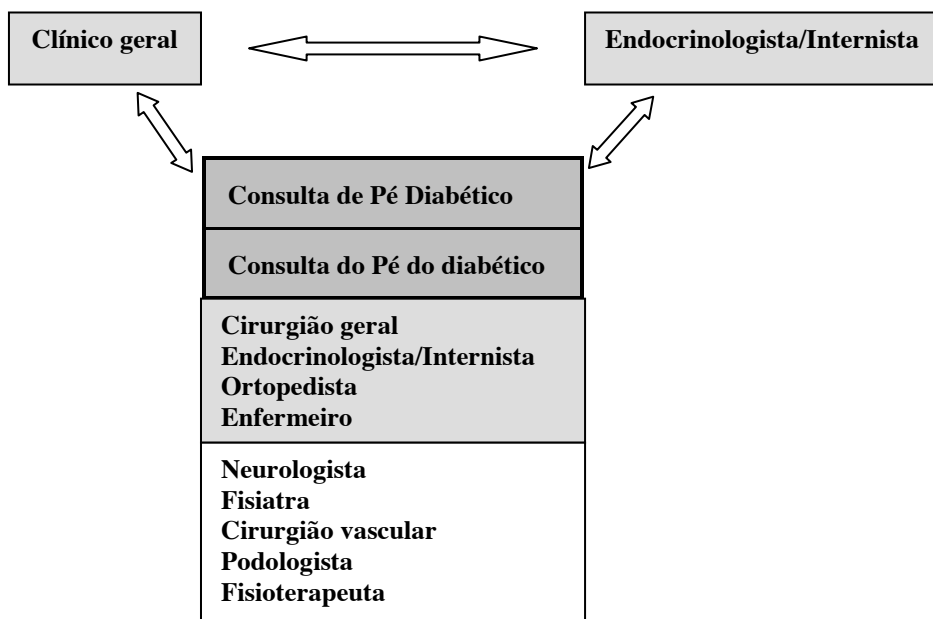 Clínico geral
Endocrinologista/Internista
Consulta de Pé Diabético
Consulta do Pé do diabético
Cirurgião geral
Endocrinologista/Internista
Ortopedista
Enfermeiro
Neurologista
Fisiatra
Cirurgião vascular
Podologista
Fisioterapeuta